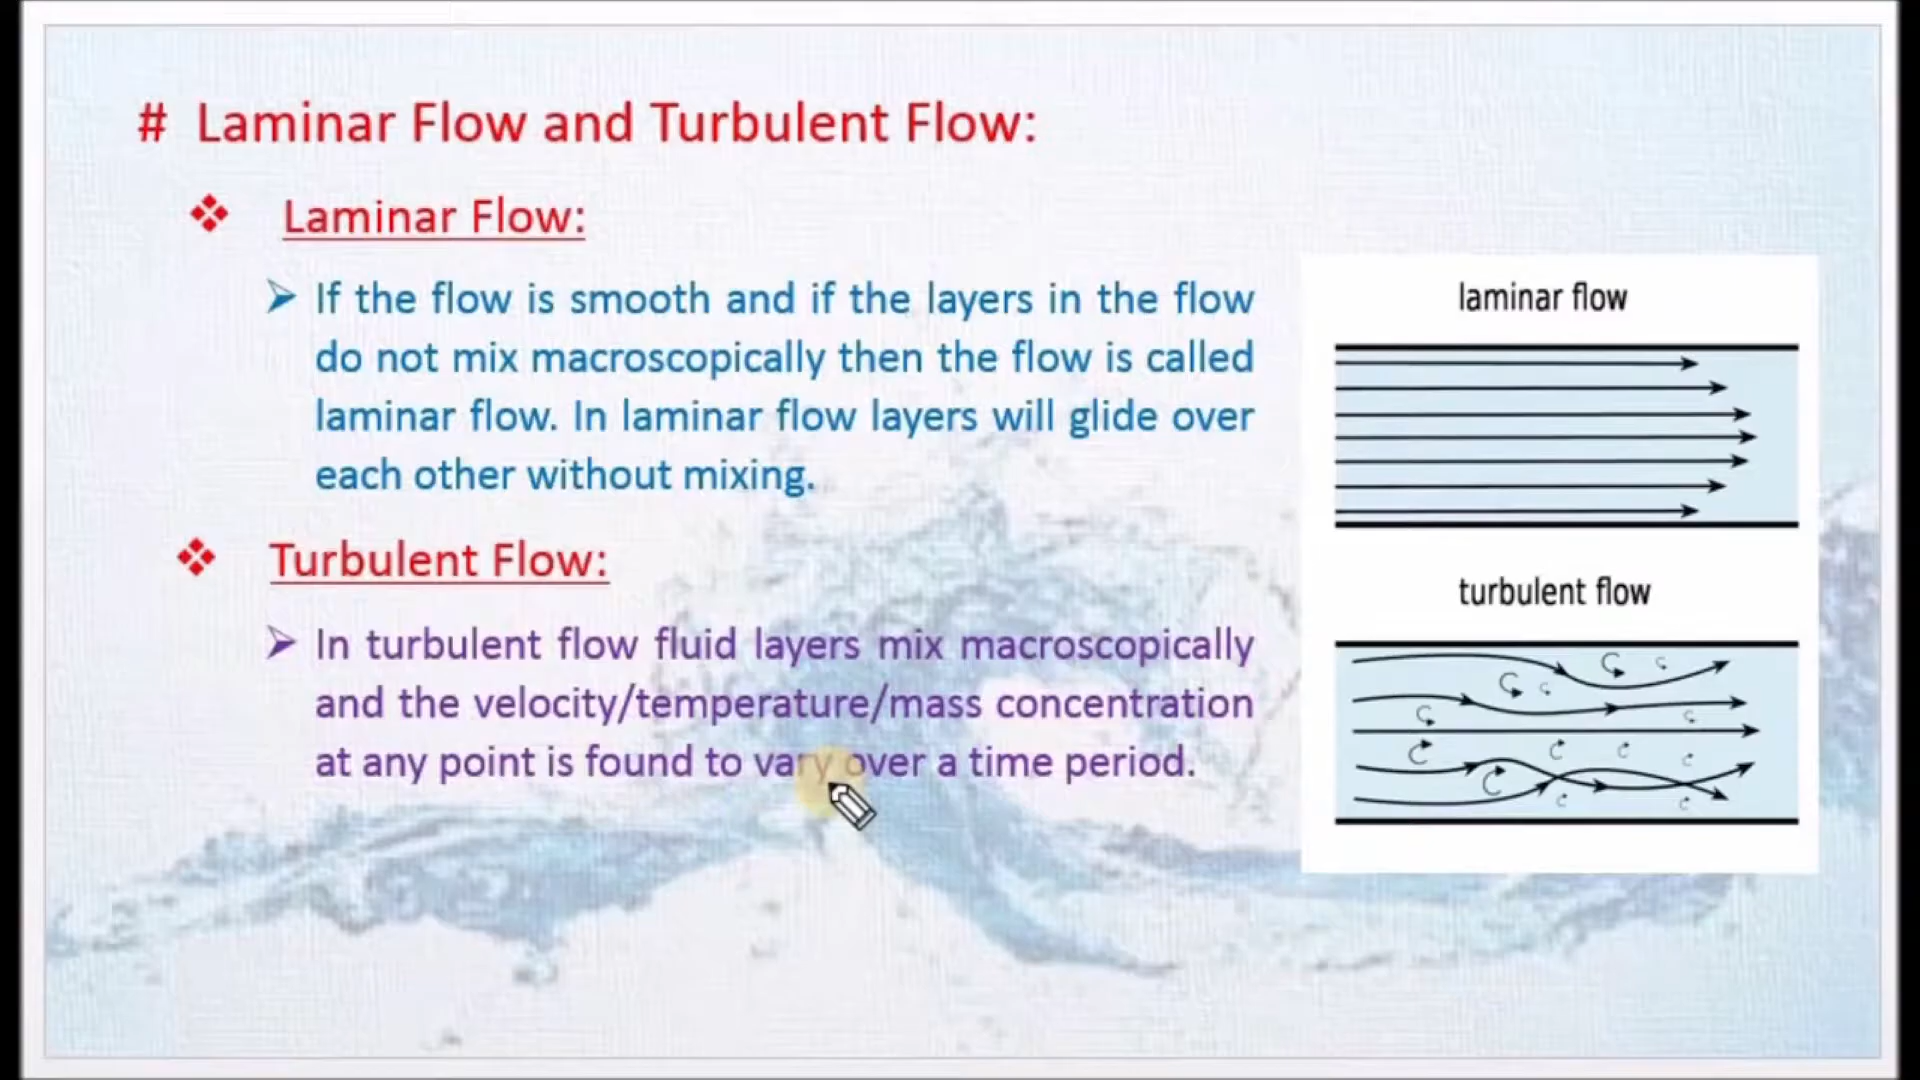 # Laminar Flow and Turbulent Flow:
Laminar Flow:
If the flow is smooth and if the layers in the flow
do not mix macroscopically then the flow is called
laminar flow. In laminar flow layers will glide over
each other without mixing.
Turbulent Flow:
In turbulent flow fluid layers mix macroscopically
and the velocity/temperature/mass concentration
at any point is found to vary over a time period.
laminar flow
turbulent flow